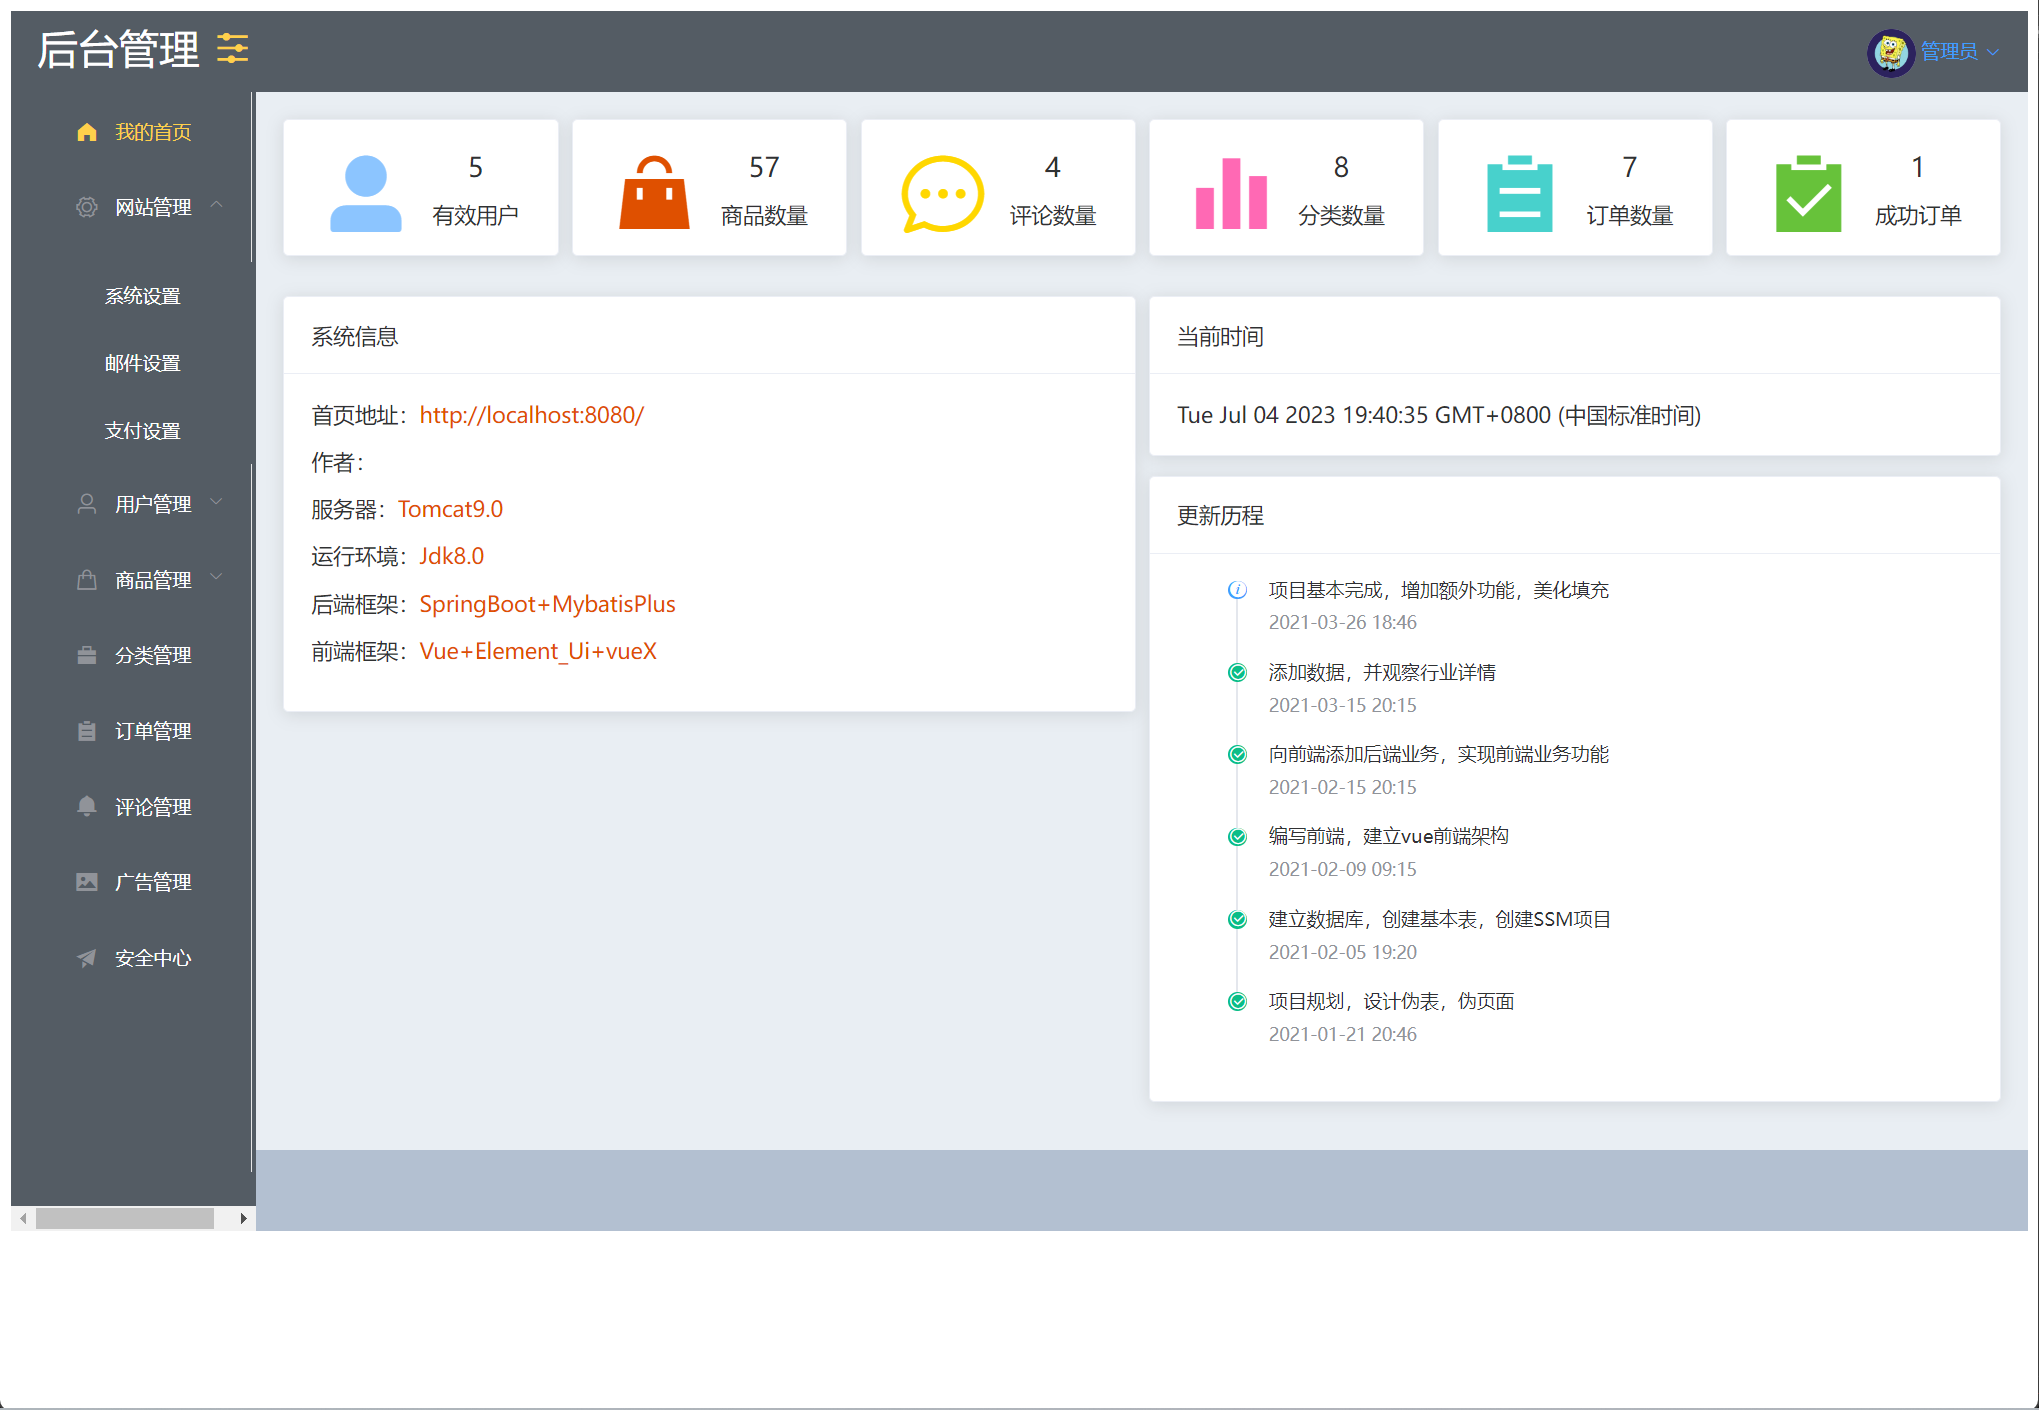 后台管理
管理员
我的首页
网站管理
系统设置
邮件设置
支付设置
用户管理
商品管理
分类管理
订单管理
评论管理
广告管理
安全中心
5
有效用户
57
商品数量
4
评论数量
8
分类数量
7
订单数量
1
成功订单
系统信息
首页地址：http://localhost:8080/
作者：
服务器：Tomcat9.0
运行环境：Jdk8.0
后端框架：SpringBoot+MybatisPlus
前端框架：Vue+Element_Ui+vueX
当前时间
Tue Jul 04 2023 19:40:35 GMT+0800 (中国标准时间)
更新历程
项目基本完成，增加额外功能，美化填充
2021-03-26 18:46
添加数据，并观察行业详情
2021-03-15 20:15
向前端添加后端业务，实现前端业务功能
2021-02-15 20:15
编写前端，建立vue前端架构
2021-02-09 09:15
建立数据库，创建基本表，创建SSM项目
2021-02-05 19:20
项目规划，设计伪表，伪页面
2021-01-21 20:46